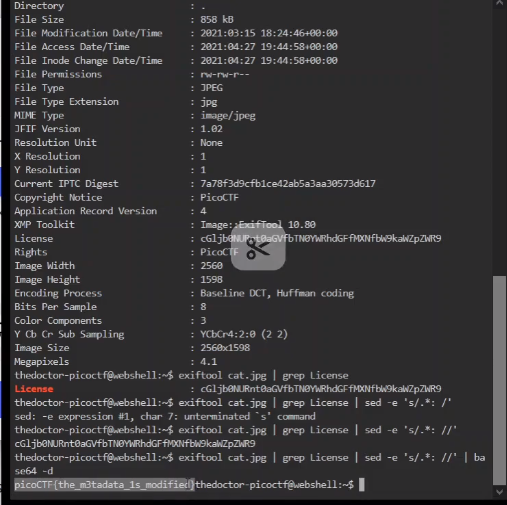 Directory : .
File Size : 858 kB
File Modification Date/Time : 2021:03:15 18:24:46+00:00
File Access Date/Time : 2021:04:27 19:44:58+00:00
File Inode Change Date/Time : 2021:04:27 19:44:58+00:00
File Permissions : rw-rw-r--
File Type : JPEG
File Type Extension : jpg
MIME Type : image/jpeg
JFIF Version : 1.02
Resolution Unit : None
X Resolution : 1
Y Resolution : 1
Current IPTC Digest : 7a78f3d9cfb1ce42ab5a3aa30573d617
Copyright Notice : PicoCTF
Application Record Version : 4
XMP Toolkit : Image::ExifTool 10.80
License : cGljb0NURnt0aGVfbTN0YWRhdGFfMXNfbW9kaWZpZWR9
Rights : PicoCTF
Image Width : 2560
Image Height : 1598
Encoding Process : Baseline DCT, Huffman coding
Bits Per Sample : 8
Color Components : 3
Y Cb Cr Sub Sampling : YCbCr4:2:0 (2 2)
Image Size : 2560x1598
Megapixels : 4.1
thedoctor-picoctf@webshell:~$ exiftool cat.jpg | grep License
License : cGljb0NURnt0aGVfbTN0YWRhdGFfMXNfbW9kaWZpZWR9
thedoctor-picoctf@webshell:~$ exiftool cat.jpg | grep License | sed -e 's/.*: /'
sed: -e expression #1, char 7: unterminated `s' command
thedoctor-picoctf@webshell:~$ exiftool cat.jpg | grep License | sed -e 's/.*: //'
cGljb0NURnt0aGVfbTN0YWRhdGFfMXNfbW9kaWZpZWR9
thedoctor-picoctf@webshell:~$ exiftool cat.jpg | grep License | sed -e 's/.*: //' | ba
se64 -d
picoCTF{the_m3tadata_1s_modified}thedoctor-picoctf@webshell:~$